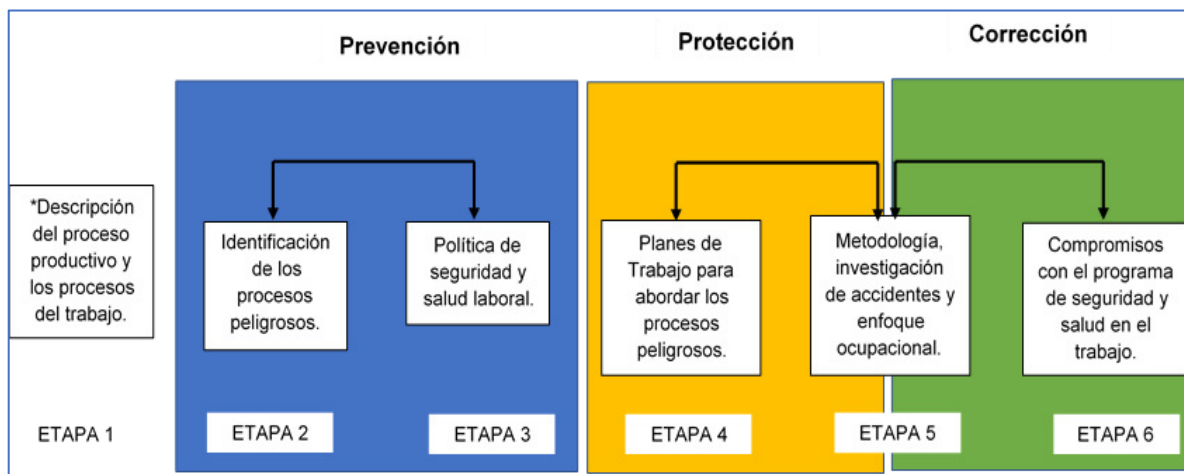 Prevención
Protección
Corrección
*Descripción
del proceso
productivo y
los procesos
del trabajo.
Identificación
de los
procesos
peligrosos.
Política de
seguridad y
salud laboral.
Planes de
Trabajo para
abordar los
procesos
peligrosos.
Metodología,
investigación
de accidentes y
enfoque
ocupacional.
Compromisos
con el programa
de seguridad y
salud en el
trabajo.
ETAPA 1
ETAPA 2
ETAPA 3
ETAPA 4
ETAPA 5
ETAPA 6